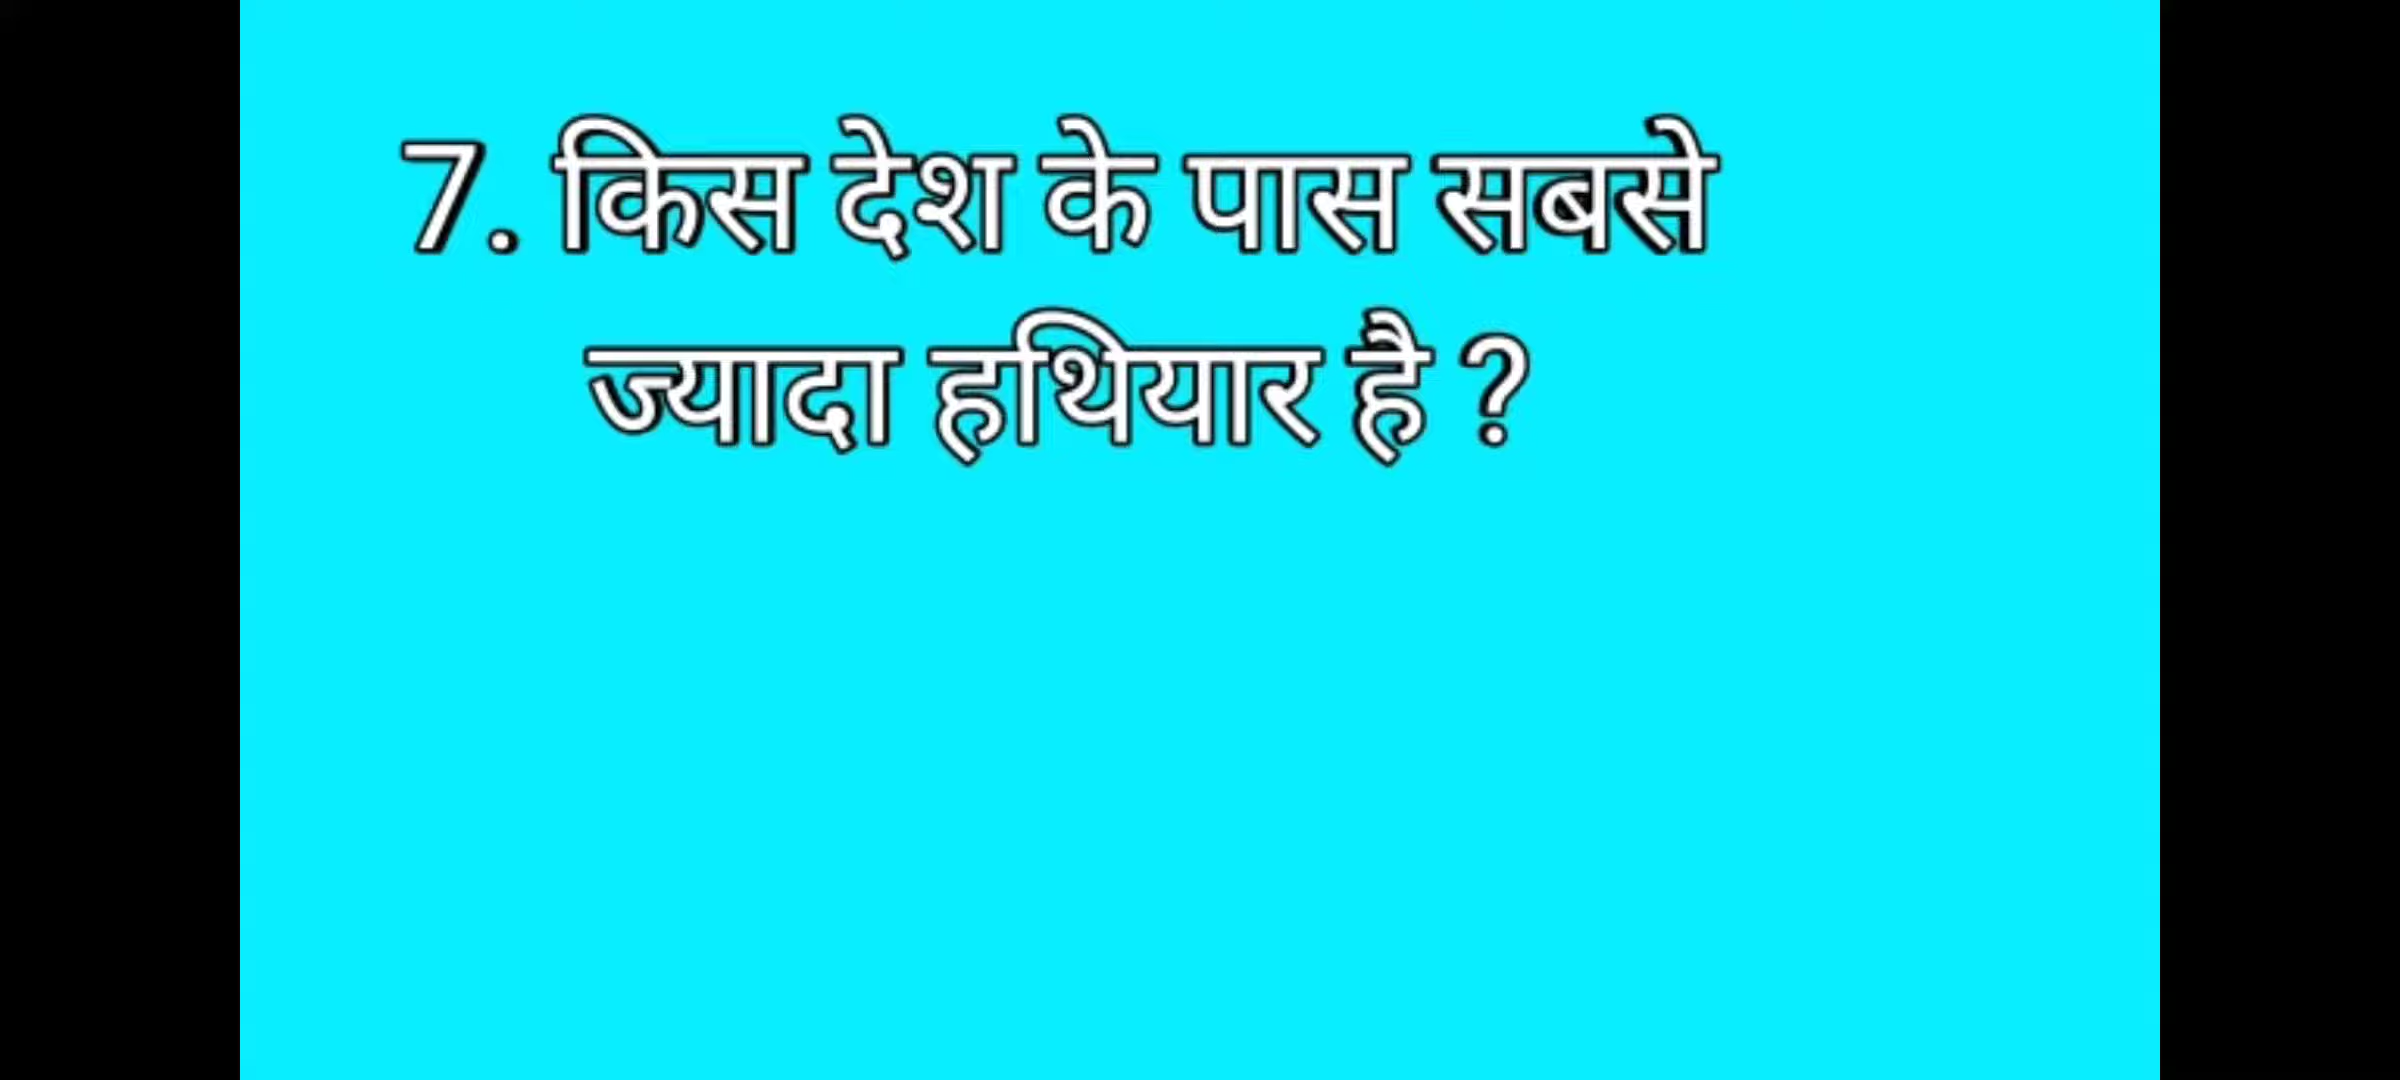 7. किस देश के पास सबसे
ज्यादा हथियार है ?